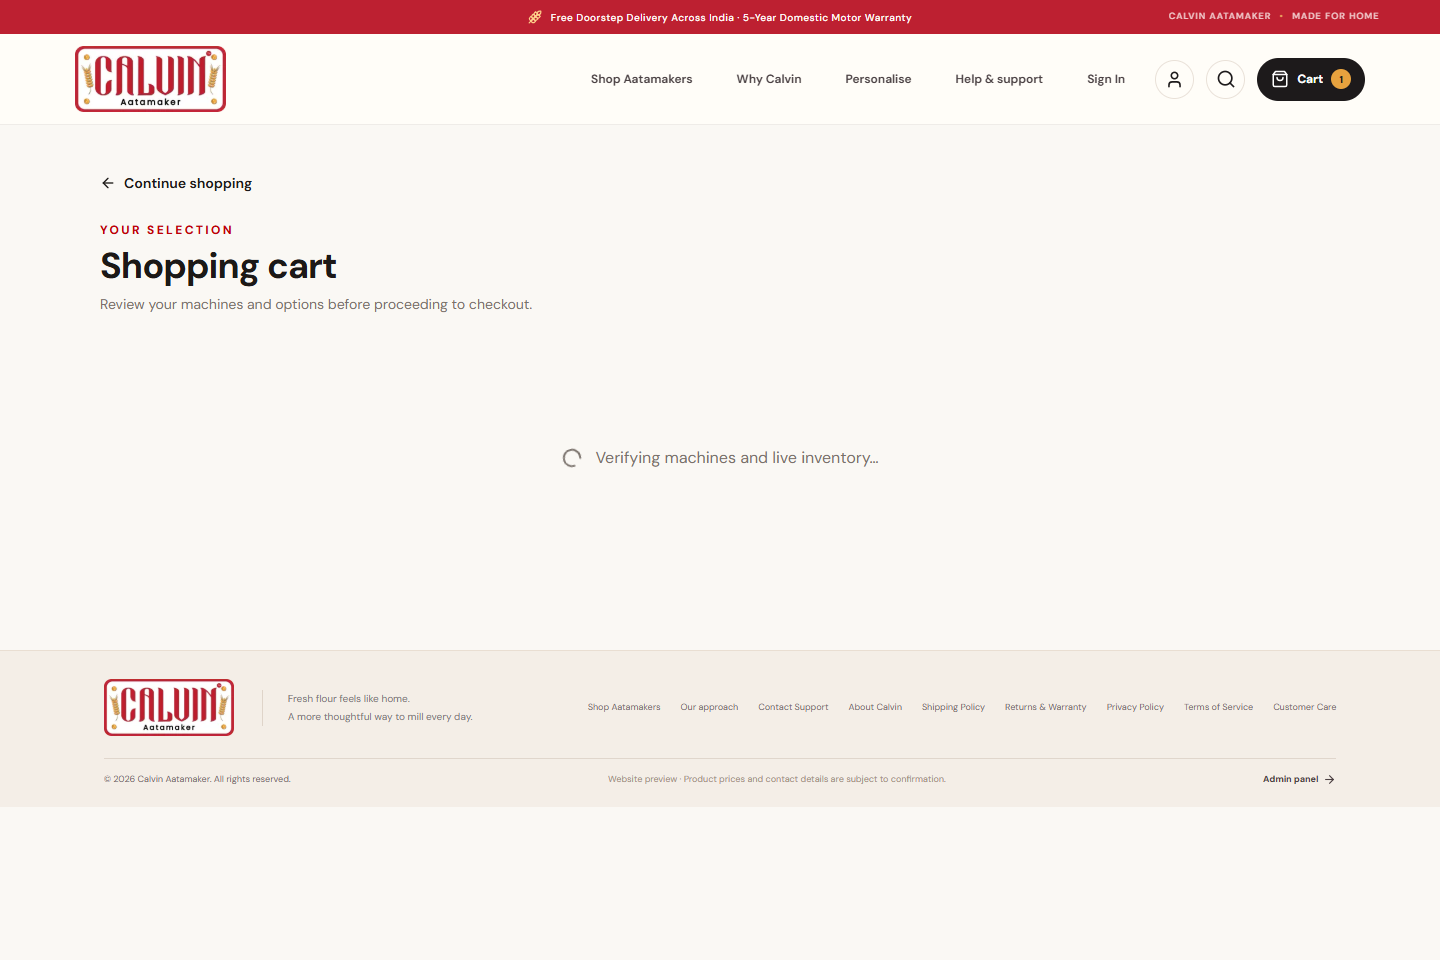 Free Doorstep Delivery Across India · 5-Year Domestic Motor Warranty
CALVIN AATAMAKER • MADE FOR HOME
CALVIN
Aatamaker
Shop Aatamakers
Why Calvin
Personalise
Help & support
Sign In
Cart 1
Continue shopping
YOUR SELECTION
Shopping cart
Review your machines and options before proceeding to checkout.
Verifying machines and live inventory...
CALVIN
Aatamaker
Fresh flour feels like home.
A more thoughtful way to mill every day.
Shop Aatamakers
Our approach
Contact Support
About Calvin
Shipping Policy
Returns & Warranty
Privacy Policy
Terms of Service
Customer Care
© 2026 Calvin Aatamaker. All rights reserved.
Website preview · Product prices and contact details are subject to confirmation.
Admin panel